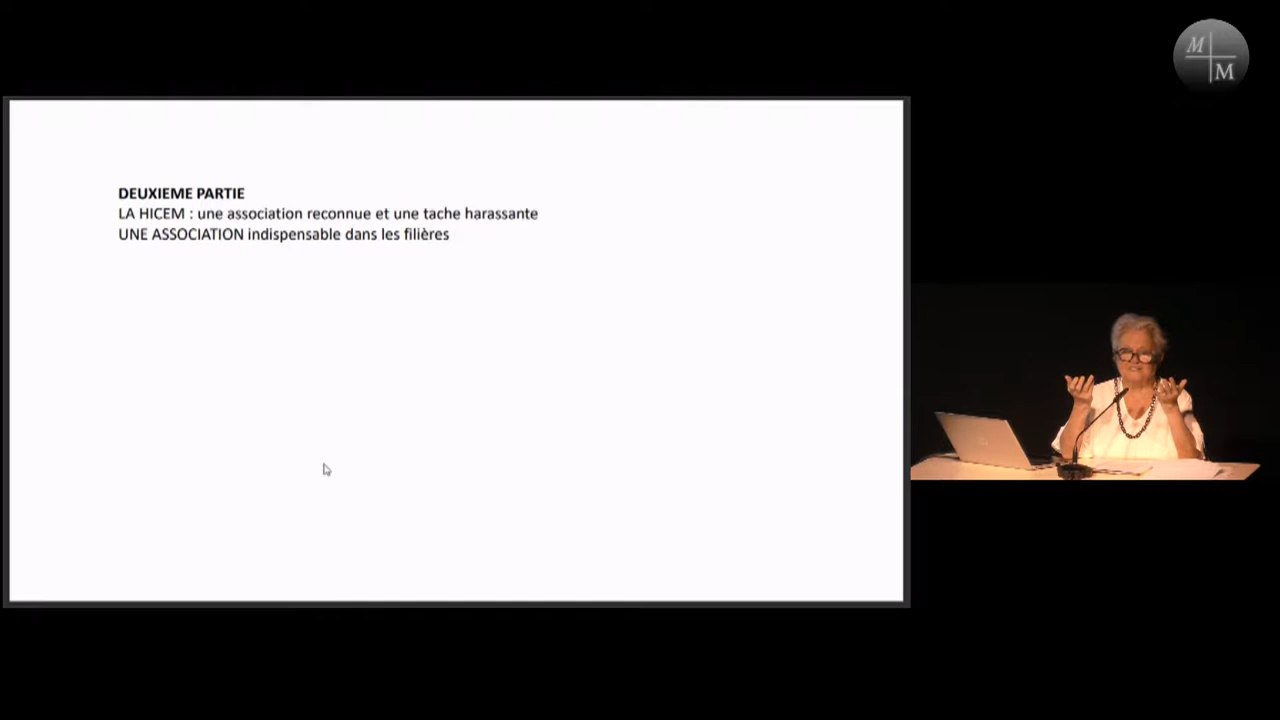 M
M
DEUXIEME PARTIE
LA HICEM : une association reconnue et une tache harassante
UNE ASSOCIATION indispensable dans les filières